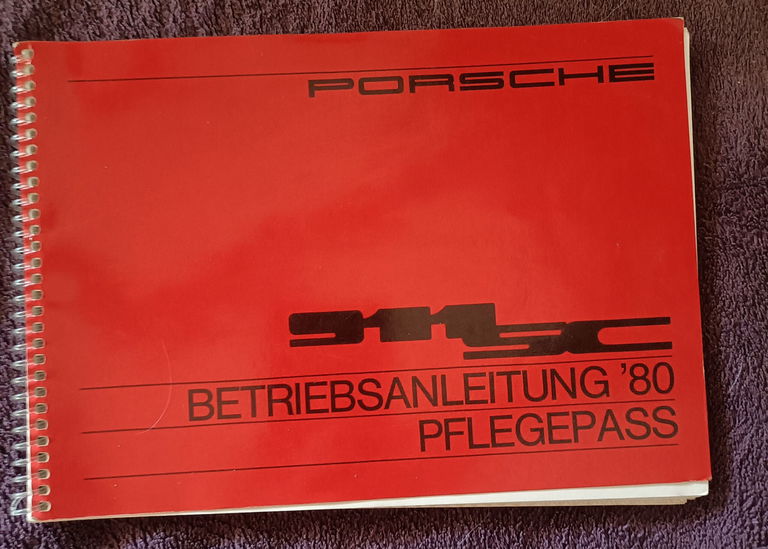 PORSCHE
911SC
BETRIEBSANLEITUNG '80
PFLEGEPASS